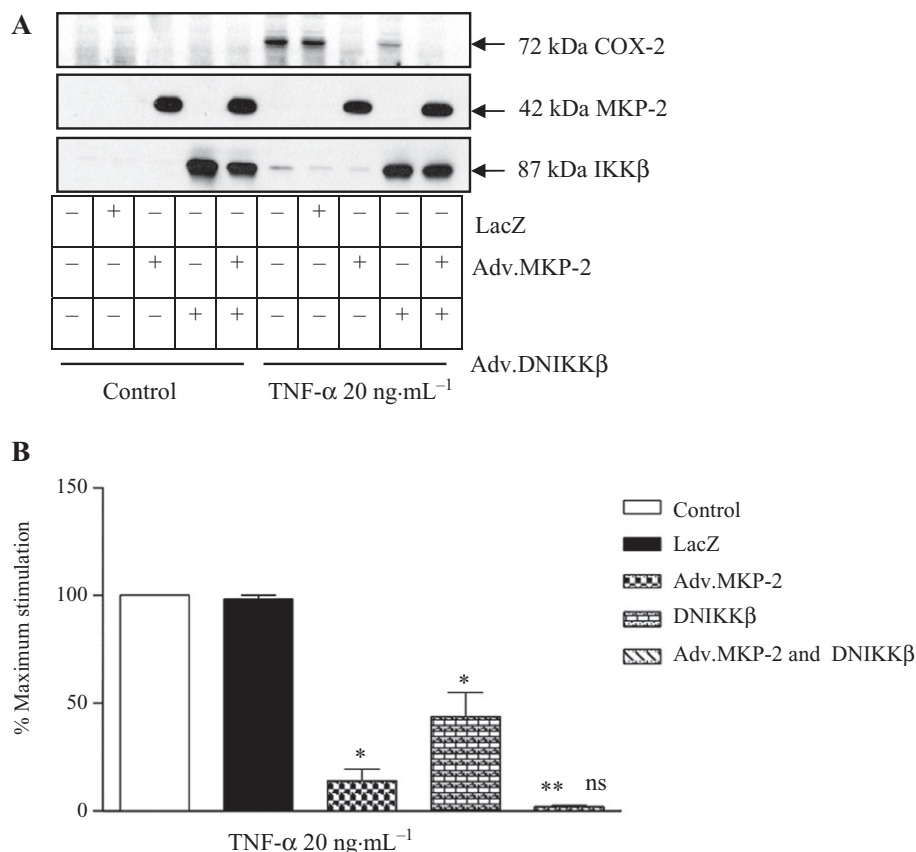 A
72 kDa COX-2
42 kDa MKP-2
87 kDa IKKβ
– + – – – – + – – – LacZ
– – + – + – – + – + Adv.MKP-2
– – – + + – – – + + Adv.DNIKKβ
Control TNF-α 20 ng·mL⁻¹
B
% Maximum stimulation
150
100
50
0
* * ** ns
TNF-α 20 ng·mL⁻¹
Control
LacZ
Adv.MKP-2
DNIKKβ
Adv.MKP-2 and DNIKKβ